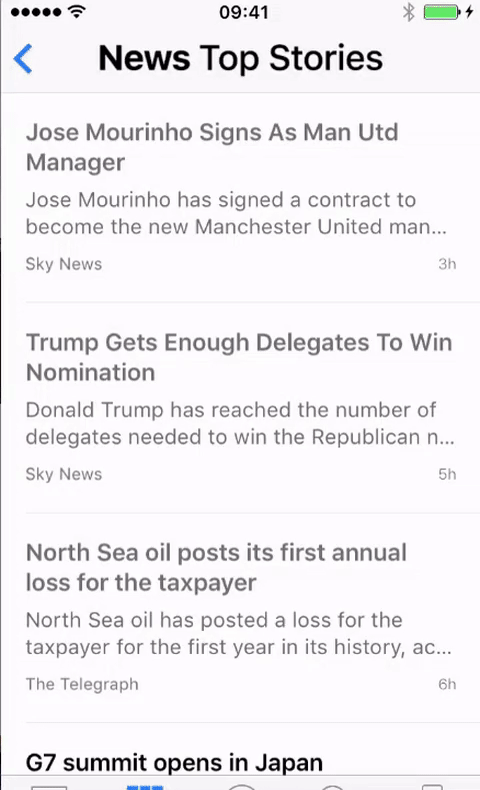 09:41
News Top Stories
Jose Mourinho Signs As Man Utd
Manager
Jose Mourinho has signed a contract to
become the new Manchester United man...
Sky News 3h
Trump Gets Enough Delegates To Win
Nomination
Donald Trump has reached the number of
delegates needed to win the Republican n...
Sky News 5h
North Sea oil posts its first annual
loss for the taxpayer
North Sea oil has posted a loss for the
taxpayer for the first year in its history, ac...
The Telegraph 6h
G7 summit opens in Japan